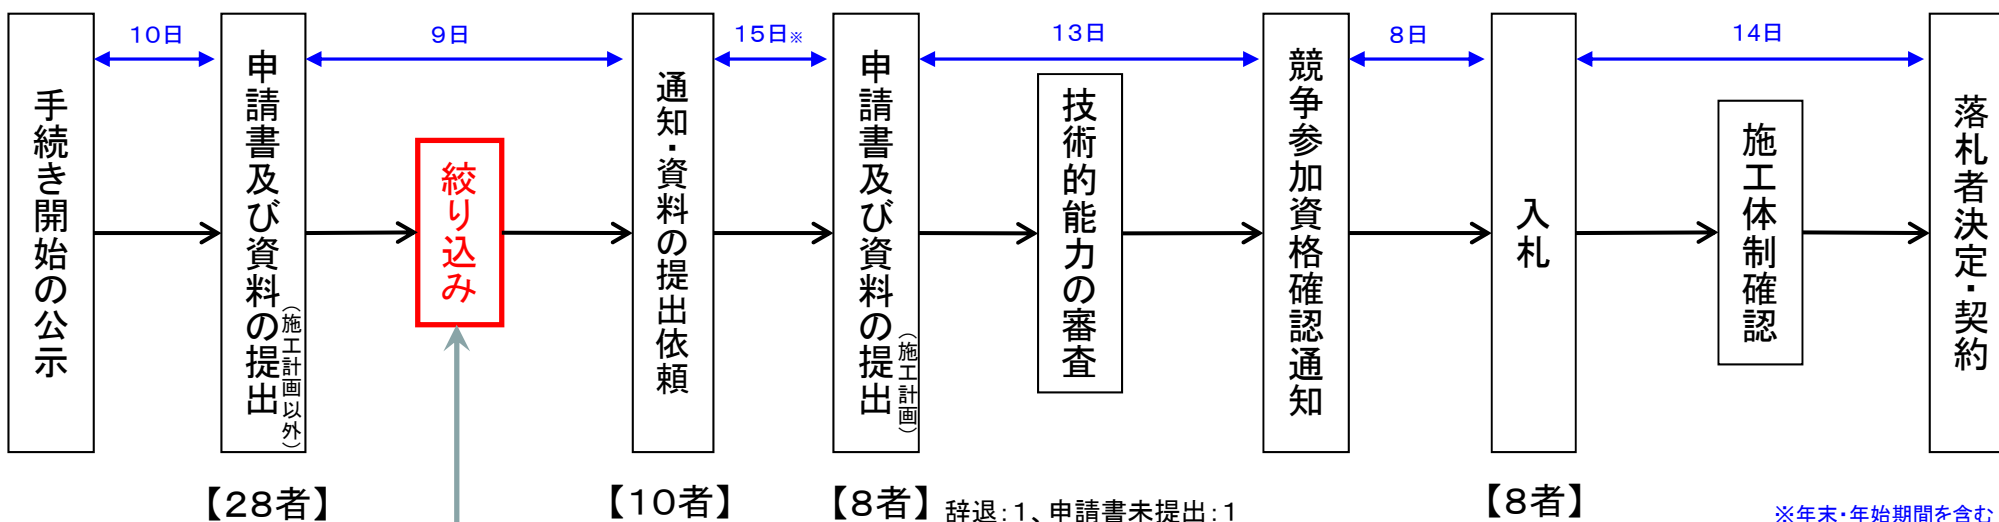 10日
9日
15日※
13日
8日
14日
手続き開始の公示
申請書及び資料の提出
（施工計画以外）
絞り込み
通知・資料の提出依頼
申請書及び資料の提出
（施工計画）
技術的能力の審査
競争参加資格確認通知
入札
施工体制確認
落札者決定・契約
【28者】
【10者】
【8者】
辞退：1、申請書未提出：1
【8者】
※年末・年始期間を含む